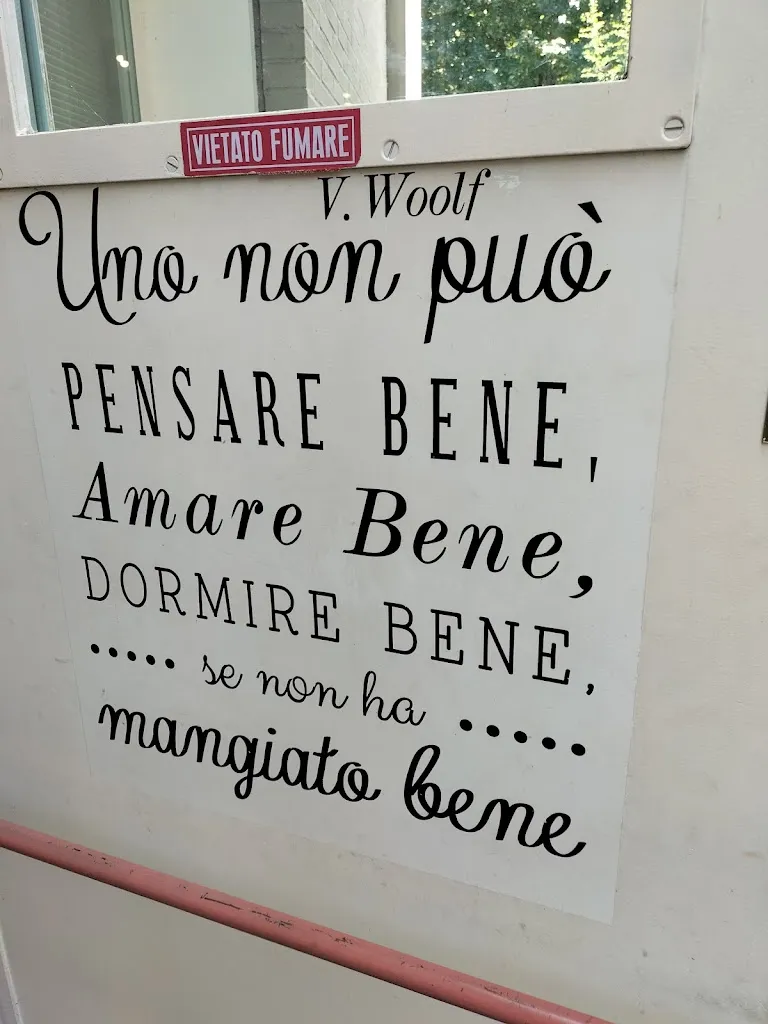 VIETATO FUMARE
V. Woolf
Uno non può
PENSARE BENE,
Amare Bene,
DORMIRE BENE,
..... se non ha .....
mangiato bene